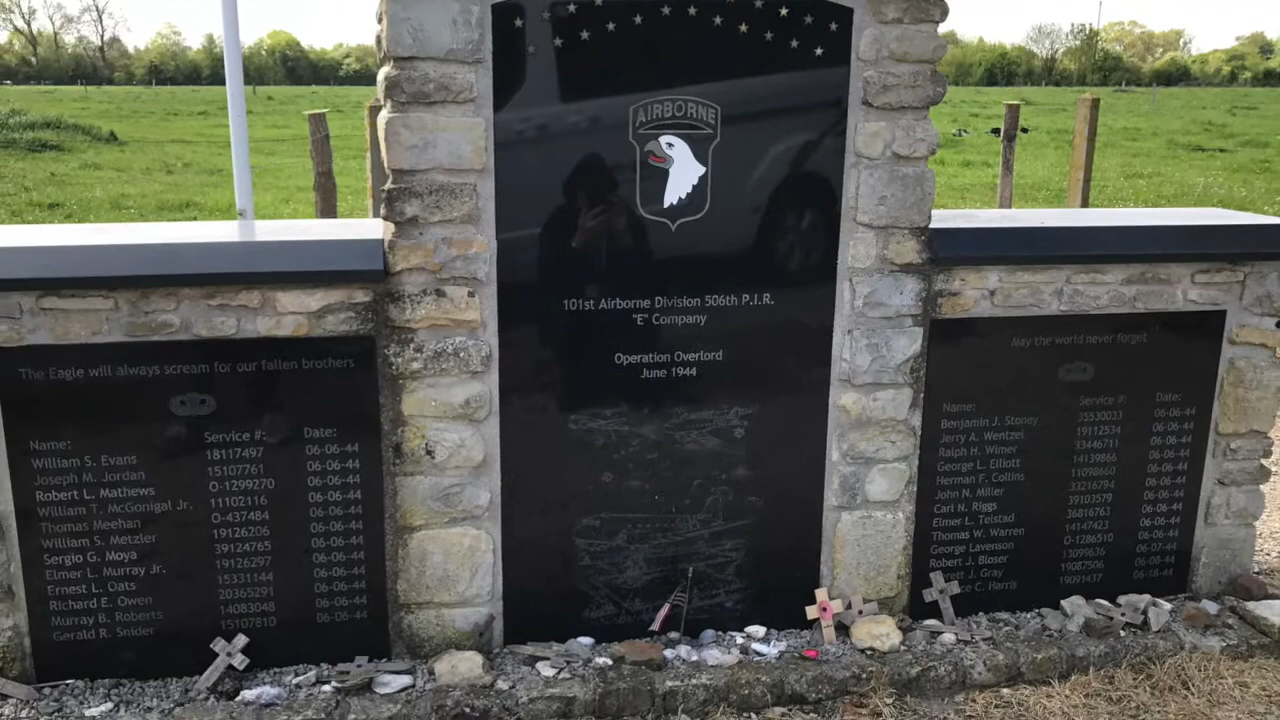 The Eagle will always scream for our fallen brothers
Name: Service #: Date:
William S. Evans 18117497 06-06-44
Joseph M. Jordan 15107761 06-06-44
Robert L. Mathews O-1299270 06-06-44
William T. McGonigal Jr. 11102116 06-06-44
Thomas Meehan O-437484 06-06-44
William S. Metzler 19126206 06-06-44
Sergio G. Moya 39124765 06-06-44
Elmer L. Murray Jr. 19126297 06-06-44
Ernest L. Oats 15331144 06-06-44
Richard E. Owen 20365291 06-06-44
Murray B. Roberts 14083048 06-06-44
Gerald R. Snider 15107810 06-06-44
AIRBORNE
101st Airborne Division 506th P.I.R.
"E" Company
Operation Overlord
June 1944
May the world never forget
Name: Service #: Date:
Benjamin J. Stoney 35530033 06-06-44
Jerry A. Wentzel 19112534 06-06-44
Ralph H. Wimer 33446711 06-06-44
George L. Elliott 14139866 06-06-44
Herman F. Collins 11098660 06-06-44
John N. Miller 33216794 06-06-44
Carl N. Riggs 39103579 06-06-44
Elmer L. Telstad 36816763 06-06-44
Thomas W. Warren 14147423 06-06-44
George Lavenson O-1286510 06-06-44
Robert J. Bloser 13099636 06-07-44
J. Gray 19087506 06-08-44
C. Harris 19091437 06-18-44